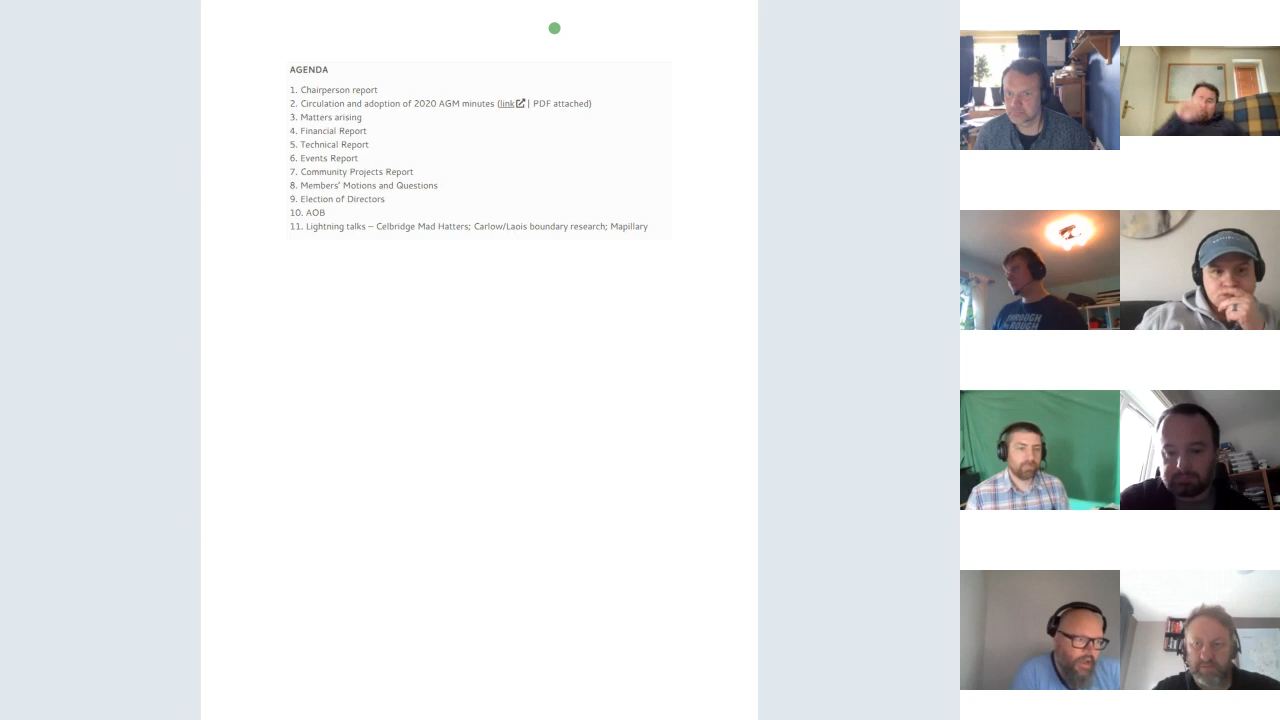 AGENDA
1. Chairperson report
2. Circulation and adoption of 2020 AGM minutes (link | PDF attached)
3. Matters arising
4. Financial Report
5. Technical Report
6. Events Report
7. Community Projects Report
8. Members' Motions and Questions
9. Election of Directors
10. AOB
11. Lightning talks – Celbridge Mad Hatters; Carlow/Laois boundary research; Mapillary
THROUGH
ROUGH